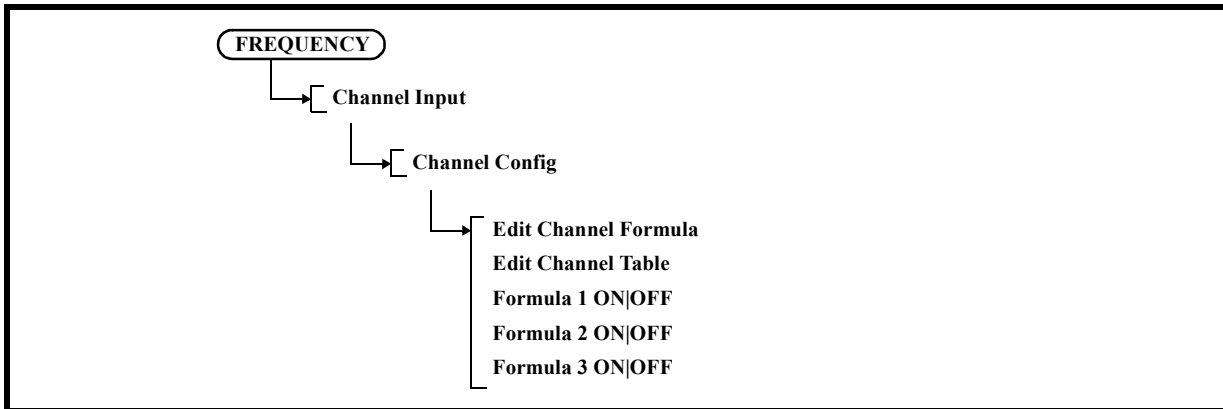 FREQUENCY
Channel Input
Channel Config
Edit Channel Formula
Edit Channel Table
Formula 1 ON|OFF
Formula 2 ON|OFF
Formula 3 ON|OFF